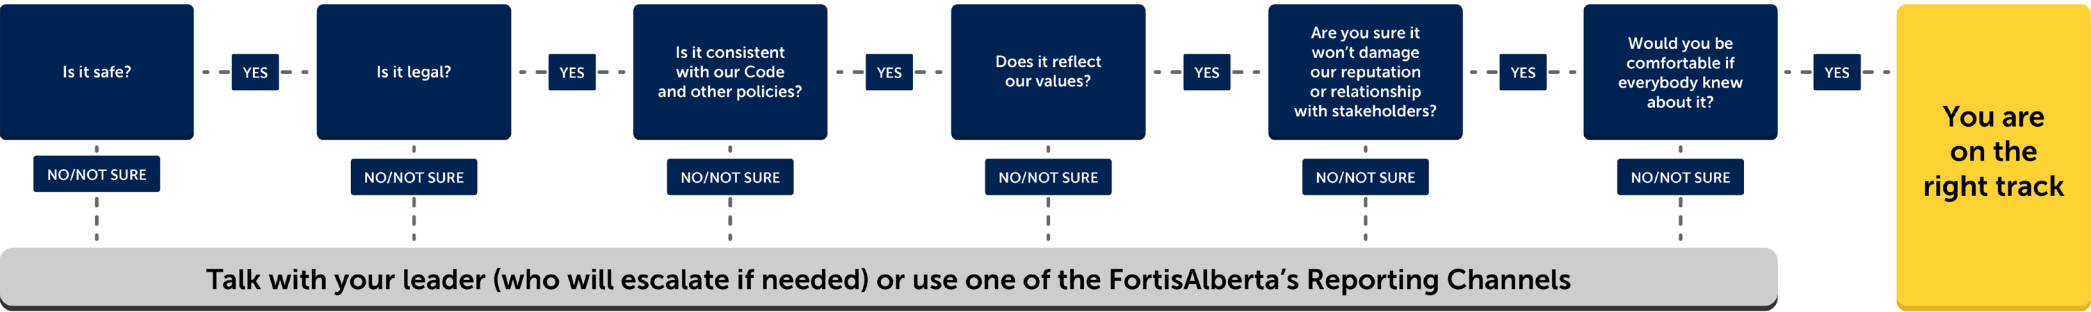 Is it safe?
YES
Is it legal?
YES
Is it consistent
with our Code
and other policies?
YES
Does it reflect
our values?
YES
Are you sure it
won't damage
our reputation
or relationship
with stakeholders?
YES
Would you be
comfortable if
everybody knew
about it?
YES
You are
on the
right track
NO/NOT SURE
NO/NOT SURE
NO/NOT SURE
NO/NOT SURE
NO/NOT SURE
NO/NOT SURE
Talk with your leader (who will escalate if needed) or use one of the FortisAlberta's Reporting Channels